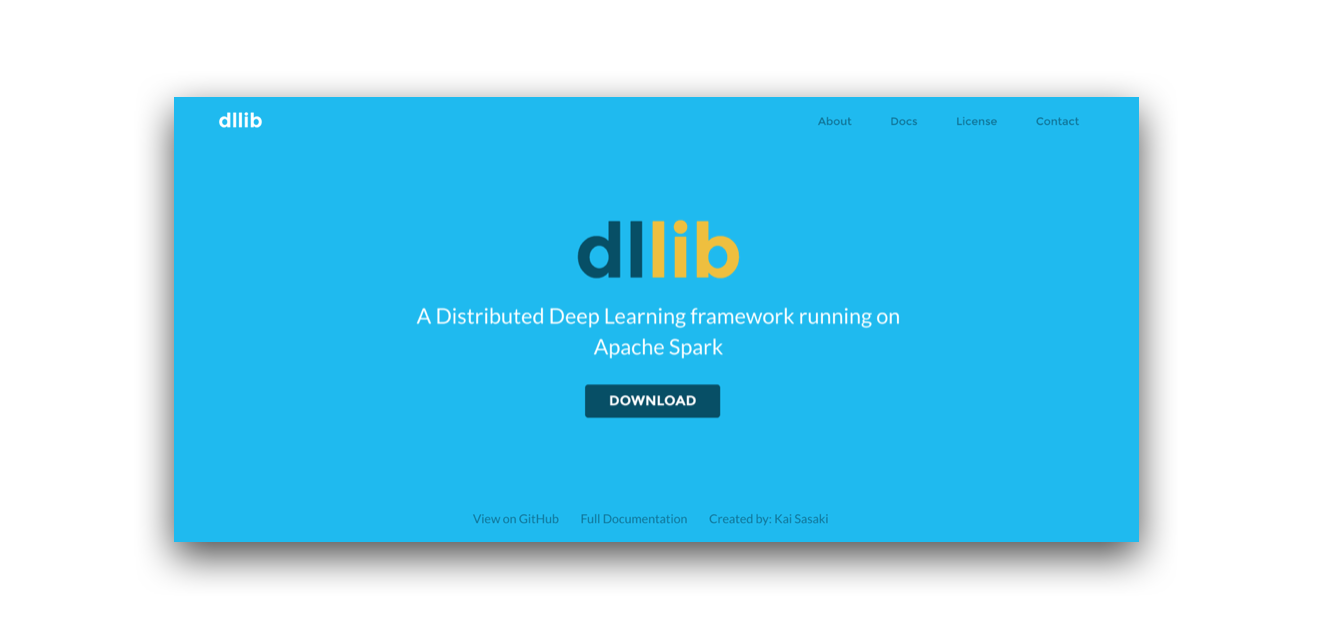 dllib
About Docs License Contact
dllib
A Distributed Deep Learning framework running on
Apache Spark
DOWNLOAD
View on GitHub Full Documentation Created by: Kai Sasaki